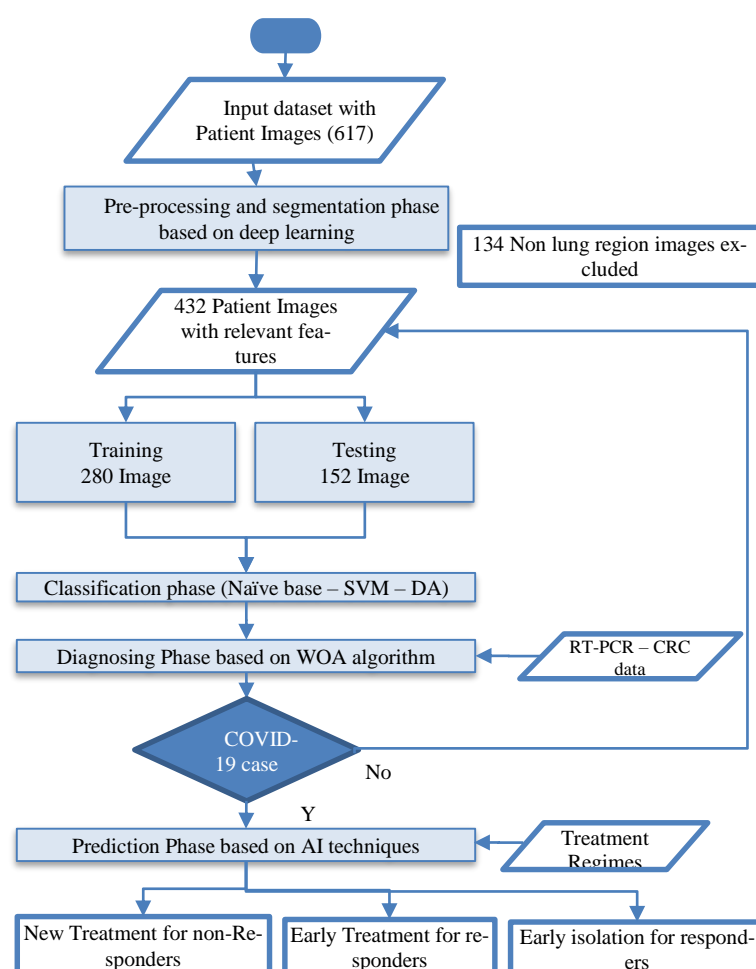 Input dataset with
Patient Images (617)
Pre-processing and segmentation phase
based on deep learning
134 Non lung region images ex-
cluded
432 Patient Images
with relevant fea-
tures
Training
280 Image
Testing
152 Image
Classification phase (Naïve base – SVM – DA)
Diagnosing Phase based on WOA algorithm
RT-PCR – CRC
data
COVID-
19 case
No
Y
Prediction Phase based on AI techniques
Treatment
Regimes
New Treatment for non-Re-
sponders
Early Treatment for re-
sponders
Early isolation for respond-
ers